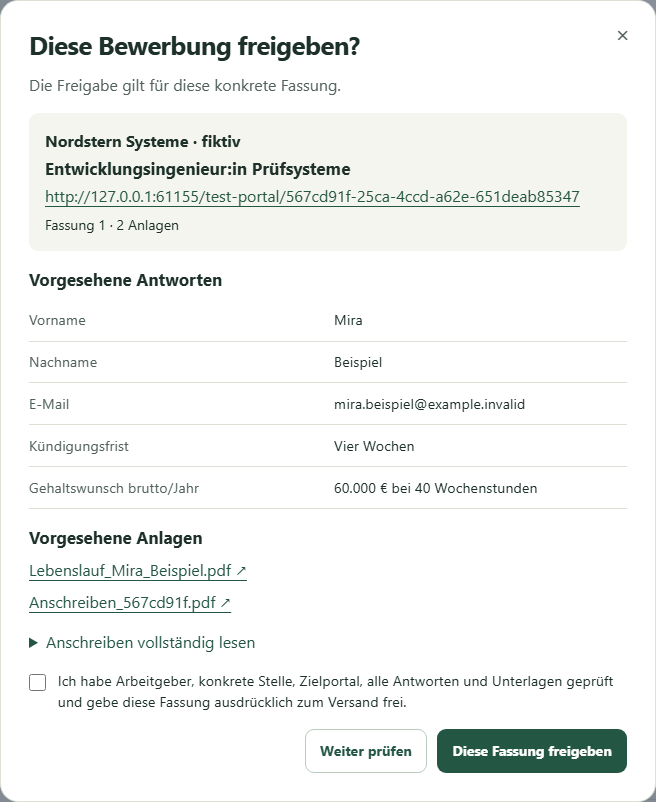 Diese Bewerbung freigeben?
×
Die Freigabe gilt für diese konkrete Fassung.
Nordstern Systeme · fiktiv
Entwicklungsingenieur:in Prüfsysteme
http://127.0.0.1:61155/test-portal/567cd91f-25ca-4ccd-a62e-651deab85347
Fassung 1 · 2 Anlagen
Vorgesehene Antworten
Vorname Mira
Nachname Beispiel
E-Mail mira.beispiel@example.invalid
Kündigungsfrist Vier Wochen
Gehaltswunsch brutto/Jahr 60.000 € bei 40 Wochenstunden
Vorgesehene Anlagen
Lebenslauf_Mira_Beispiel.pdf ↗
Anschreiben_567cd91f.pdf ↗
▶ Anschreiben vollständig lesen
Ich habe Arbeitgeber, konkrete Stelle, Zielportal, alle Antworten und Unterlagen geprüft
und gebe diese Fassung ausdrücklich zum Versand frei.
Weiter prüfen Diese Fassung freigeben